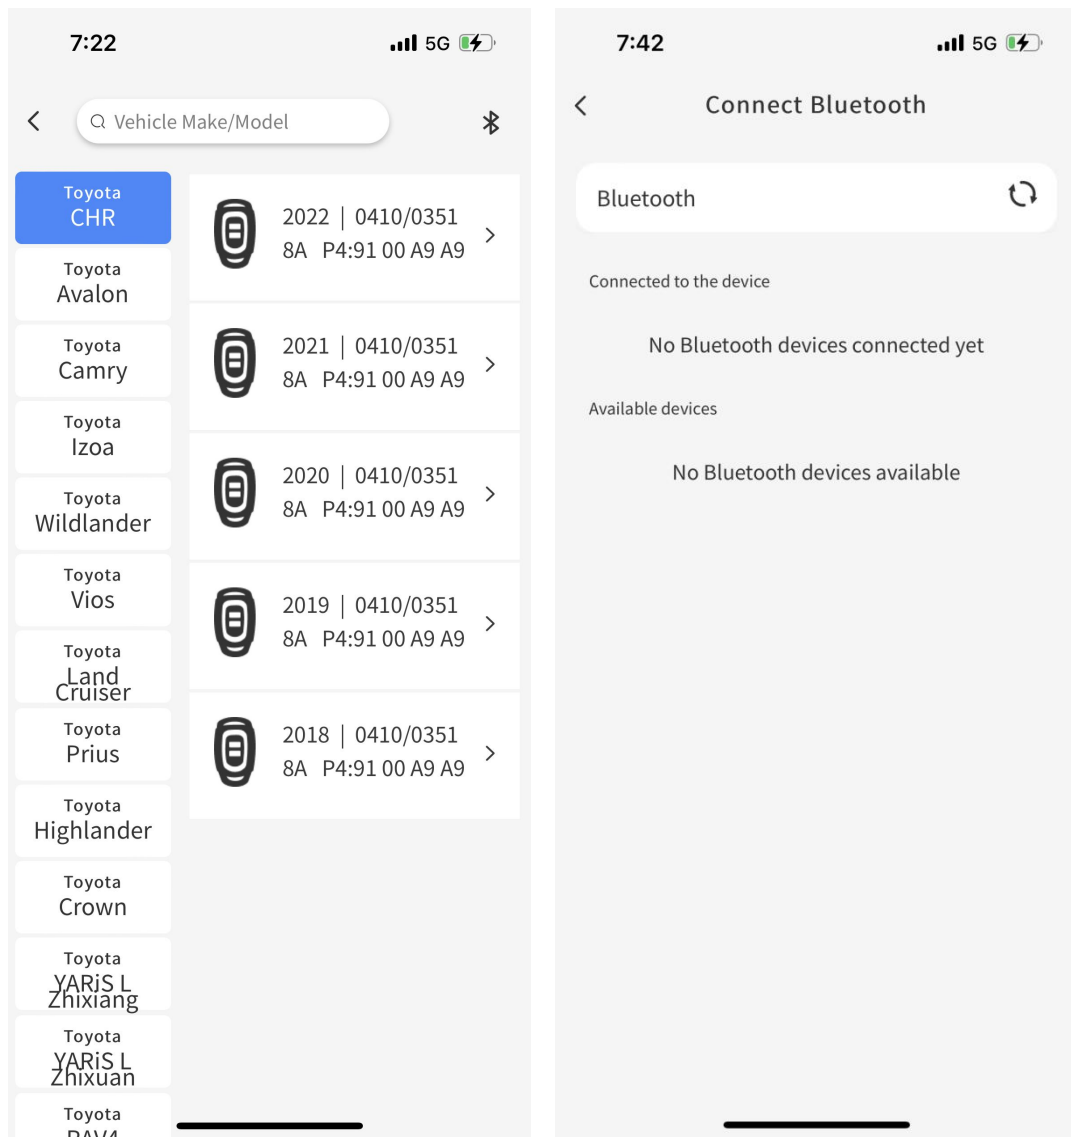 7:22
5G
Vehicle Make/Model
Toyota
CHR
Toyota
Avalon
Toyota
Camry
Toyota
Izoa
Toyota
Wildlander
Toyota
Vios
Toyota
Land
Cruiser
Toyota
Prius
Toyota
Highlander
Toyota
Crown
Toyota
YARiS L
Zhixiang
Toyota
YARiS L
Zhixuan
Toyota
RAV4
2022 | 0410/0351
8A P4:91 00 A9 A9
2021 | 0410/0351
8A P4:91 00 A9 A9
2020 | 0410/0351
8A P4:91 00 A9 A9
2019 | 0410/0351
8A P4:91 00 A9 A9
2018 | 0410/0351
8A P4:91 00 A9 A9
7:42
5G
Connect Bluetooth
Bluetooth
Connected to the device
No Bluetooth devices connected yet
Available devices
No Bluetooth devices available